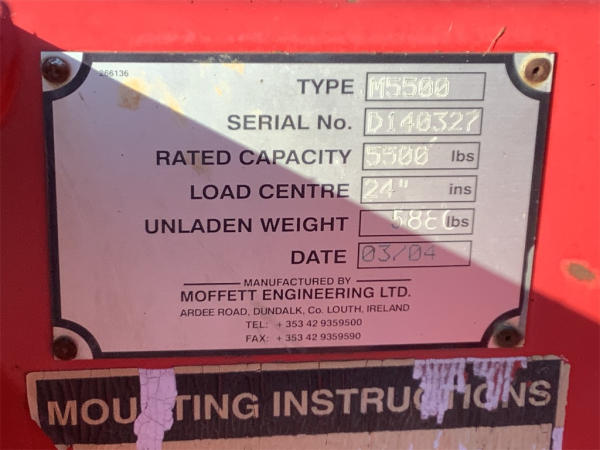 266136
TYPE M5500
SERIAL No. D140327
RATED CAPACITY 5500 lbs
LOAD CENTRE 24" ins
UNLADEN WEIGHT lbs
DATE 03/04
MANUFACTURED BY
MOFFETT ENGINEERING LTD.
ARDEE ROAD, DUNDALK, Co. LOUTH, IRELAND
TEL: + 353 42 9359500
FAX: + 353 42 9359590
MOUNTING INSTRUCTIONS